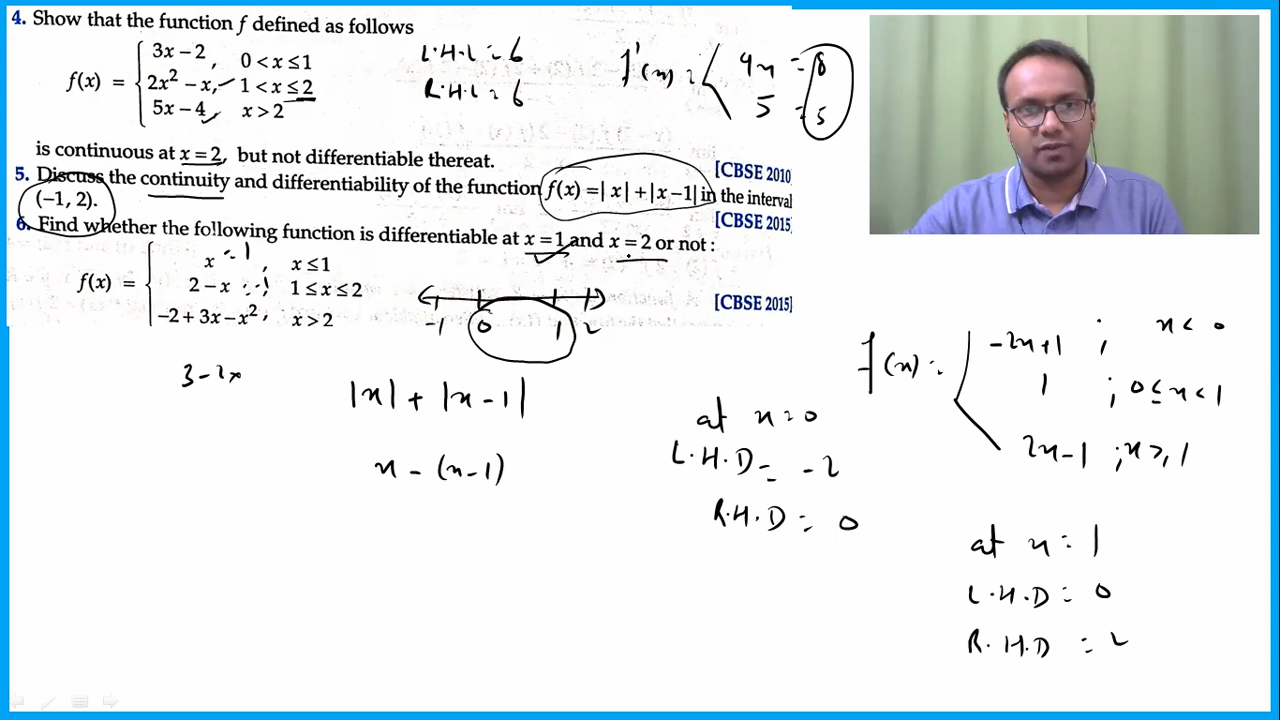 4. Show that the function f defined as follows
f(x) = { 3x – 2, 0 < x ≤ 1
2x² – x, 1 < x ≤ 2
5x – 4, x > 2
is continuous at x = 2, but not differentiable thereat. [CBSE 2010
5. Discuss the continuity and differentiability of the function f(x) = | x | + | x – 1 | in the interval
(–1, 2). [CBSE 2015
6. Find whether the following function is differentiable at x = 1 and x = 2 or not :
f(x) = { x, x ≤ 1
2 – x, 1 ≤ x ≤ 2
–2 + 3x – x², x > 2 [CBSE 2015]
L.H.L = 6
R.H.L = 6
f'(x) = { 4x = 8
5 = 5
- 1
: -1
-1 0 1 2
3 - 2x
|x| + |x - 1|
x - (x-1)
at x = 0
L.H.D = -2
R.H.D = 0
f(x) = { -2x+1 ; x < 0
1 ; 0 ≤ x < 1
2x-1 ; x ≥ 1
at x = 1
L.H.D = 0
R.H.D = 2